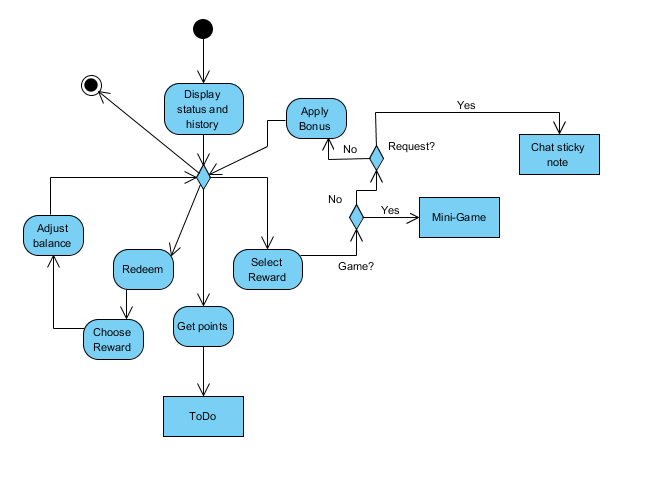 Display
status and
history
Apply
Bonus
Yes
No
Request?
Chat sticky
note
No
Yes
Mini-Game
Adjust
balance
Redeem
Select
Reward
Game?
Choose
Reward
Get points
ToDo